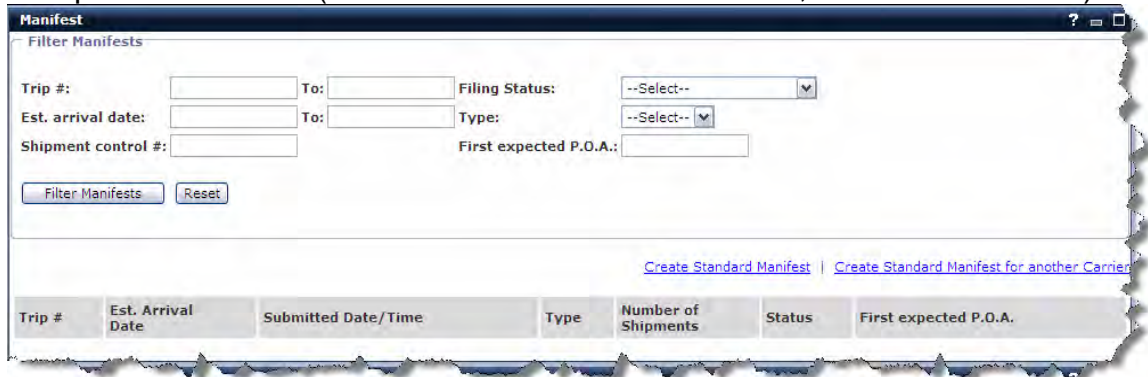 Manifest ?
Filter Manifests
Trip #: To: Filing Status: --Select--
Est. arrival date: To: Type: --Select--
Shipment control #: First expected P.O.A.:
Filter Manifests Reset
Create Standard Manifest | Create Standard Manifest for another Carrier
Trip # Est. Arrival Date Submitted Date/Time Type Number of Shipments Status First expected P.O.A.